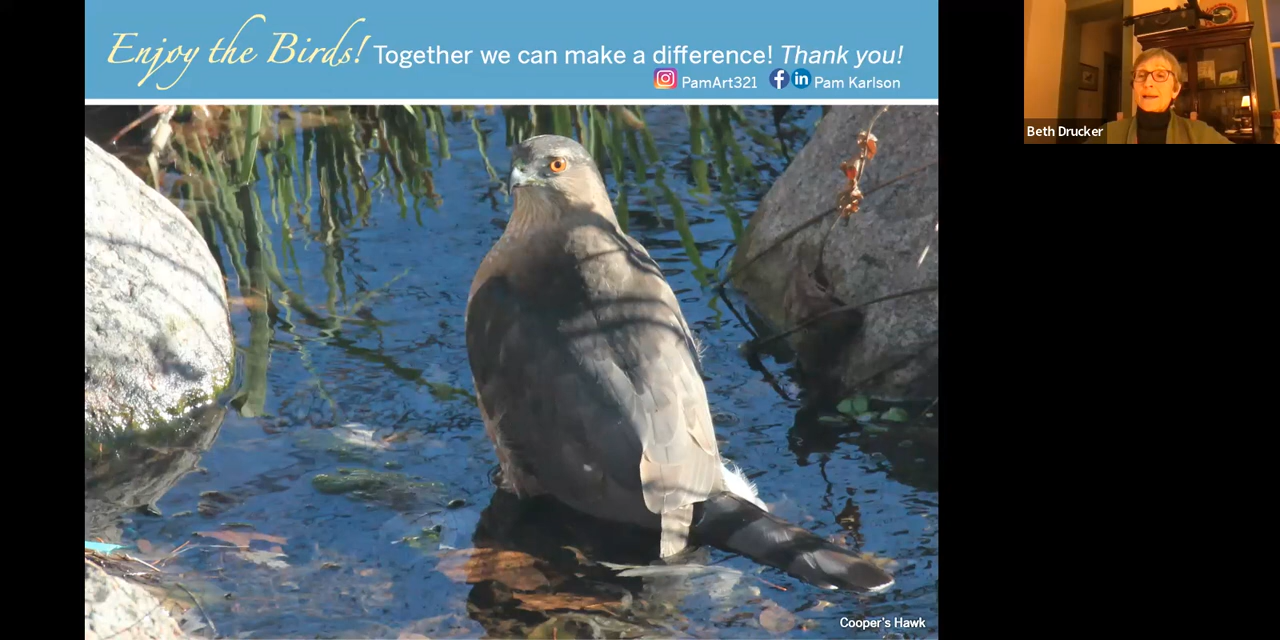 Enjoy the Birds! Together we can make a difference! Thank you!
PamArt321 Pam Karlson
Beth Drucker
Cooper's Hawk